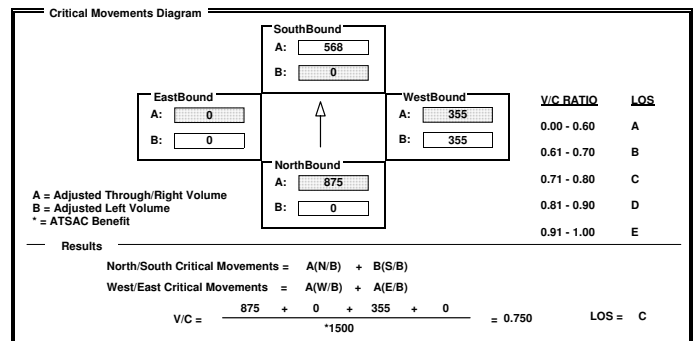 Critical Movements Diagram
SouthBound
A: 568
B: 0
EastBound
A: 0
B: 0
WestBound
A: 355
B: 355
NorthBound
A: 875
B: 0
V/C RATIO LOS
0.00 - 0.60 A
0.61 - 0.70 B
0.71 - 0.80 C
0.81 - 0.90 D
0.91 - 1.00 E
A = Adjusted Through/Right Volume
B = Adjusted Left Volume
* = ATSAC Benefit
Results
North/South Critical Movements = A(N/B) + B(S/B)
West/East Critical Movements = A(W/B) + A(E/B)
V/C = 875 + 0 + 355 + 0 = 0.750 LOS = C
*1500